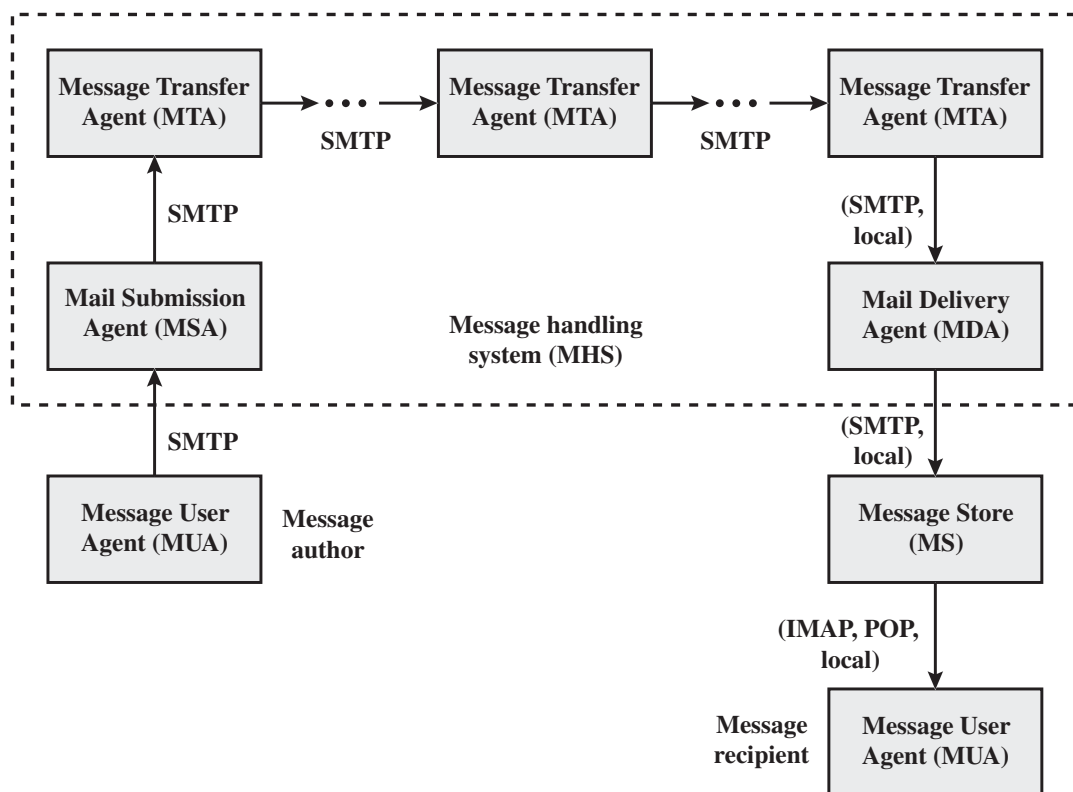 Message Transfer
Agent (MTA)
SMTP
Message Transfer
Agent (MTA)
SMTP
Message Transfer
Agent (MTA)
SMTP
(SMTP,
local)
Mail Submission
Agent (MSA)
Message handling
system (MHS)
Mail Delivery
Agent (MDA)
SMTP
(SMTP,
local)
Message User
Agent (MUA)
Message
author
Message Store
(MS)
(IMAP, POP,
local)
Message
recipient
Message User
Agent (MUA)